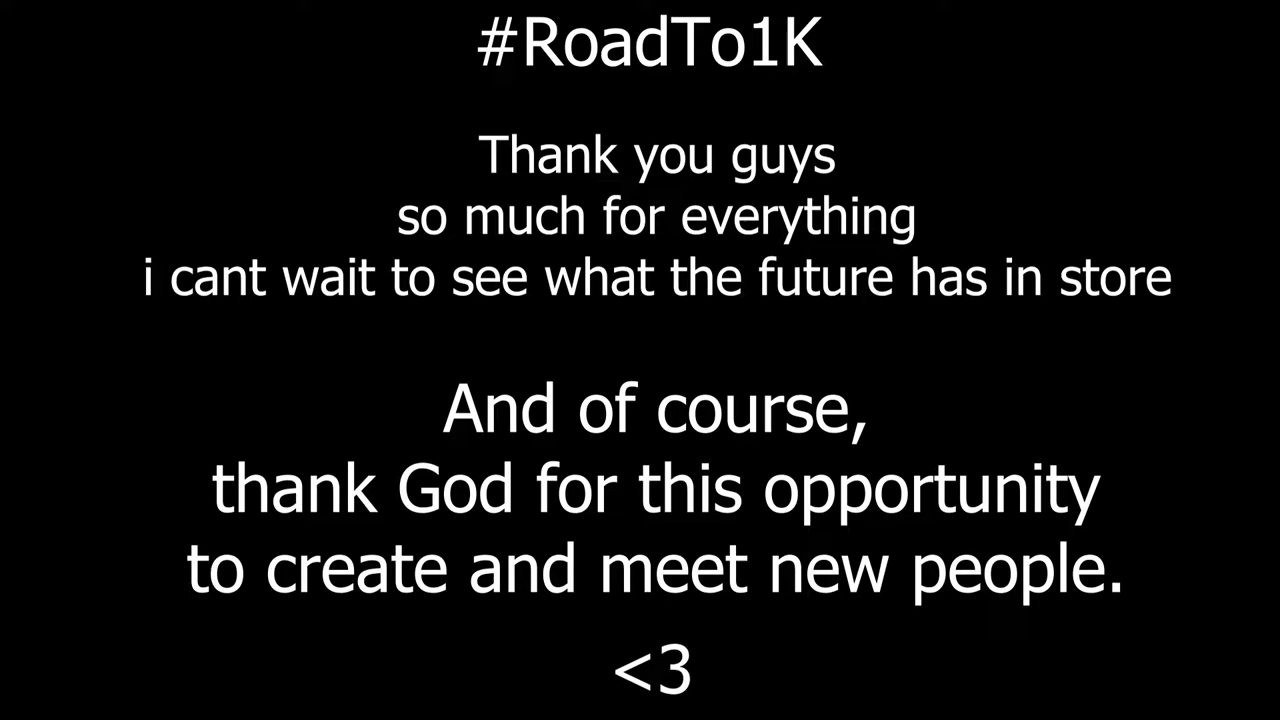 #RoadTo1K
Thank you guys
so much for everything
i cant wait to see what the future has in store
And of course,
thank God for this opportunity
to create and meet new people.
<3